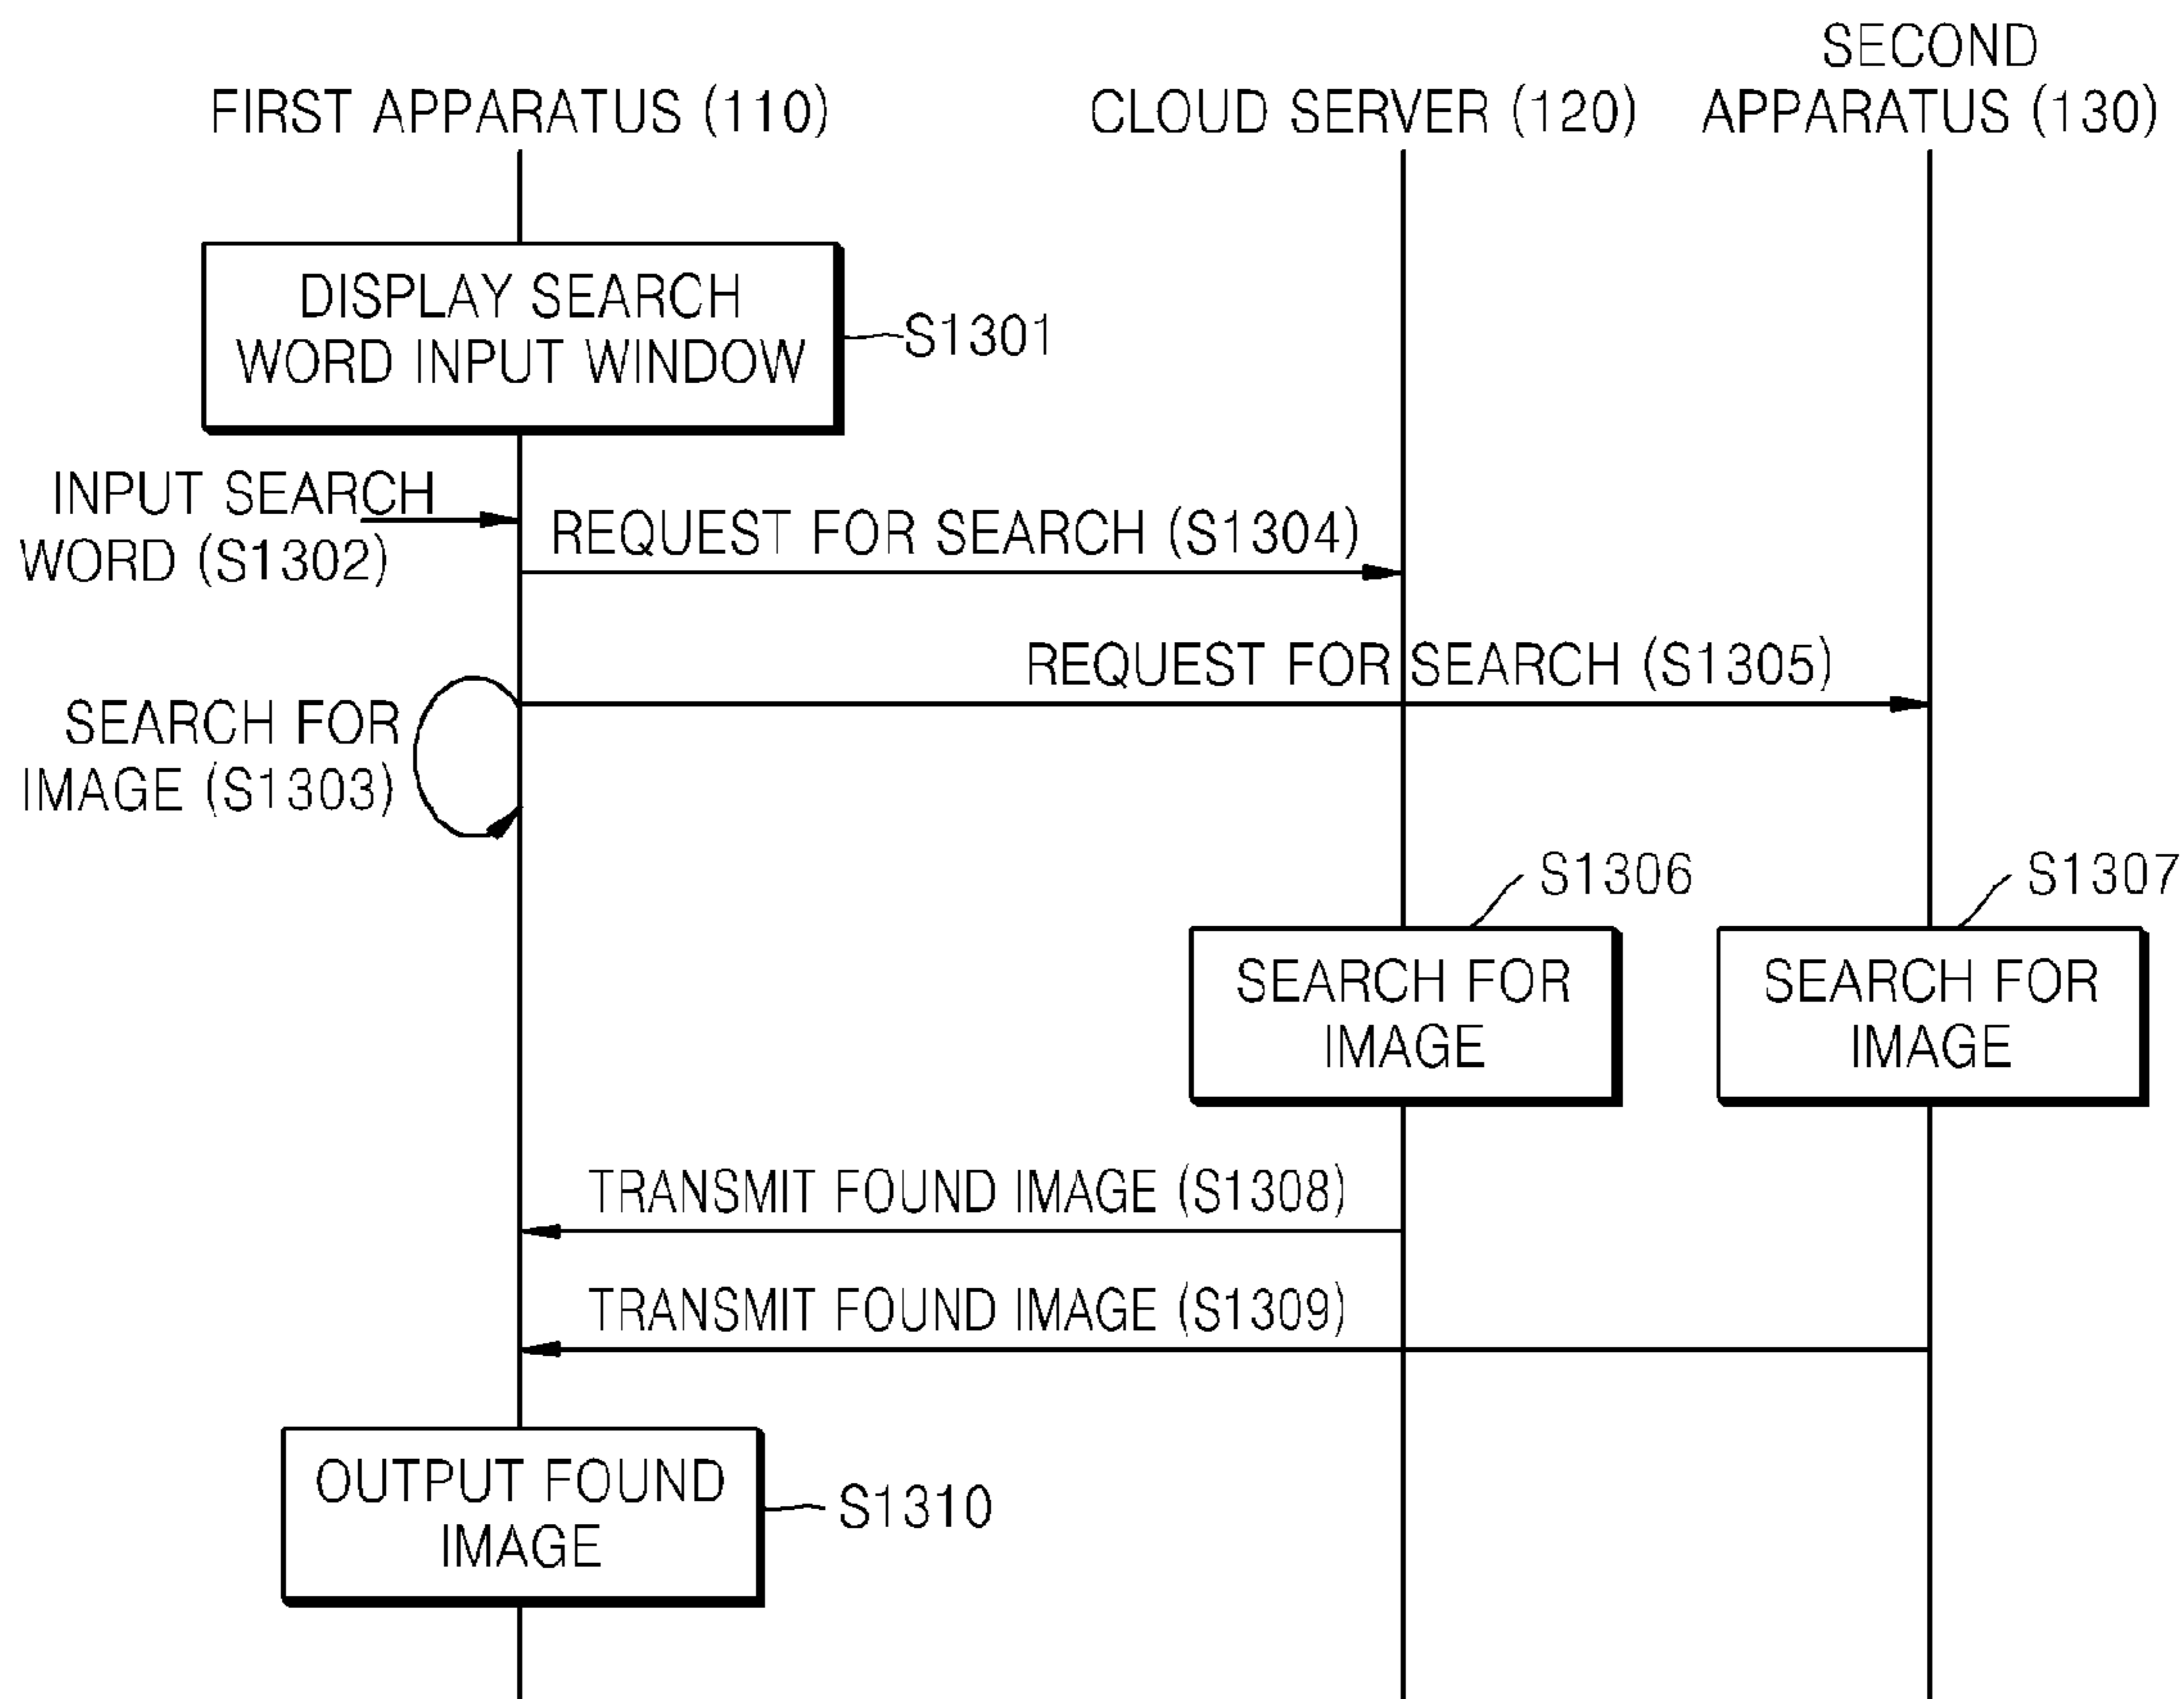 FIRST APPARATUS (110)
CLOUD SERVER (120)
SECOND
APPARATUS (130)
DISPLAY SEARCH
WORD INPUT WINDOW
S1301
INPUT SEARCH
WORD (S1302)
REQUEST FOR SEARCH (S1304)
REQUEST FOR SEARCH (S1305)
SEARCH FOR
IMAGE (S1303)
S1306
S1307
SEARCH FOR
IMAGE
SEARCH FOR
IMAGE
TRANSMIT FOUND IMAGE (S1308)
TRANSMIT FOUND IMAGE (S1309)
OUTPUT FOUND
IMAGE
S1310